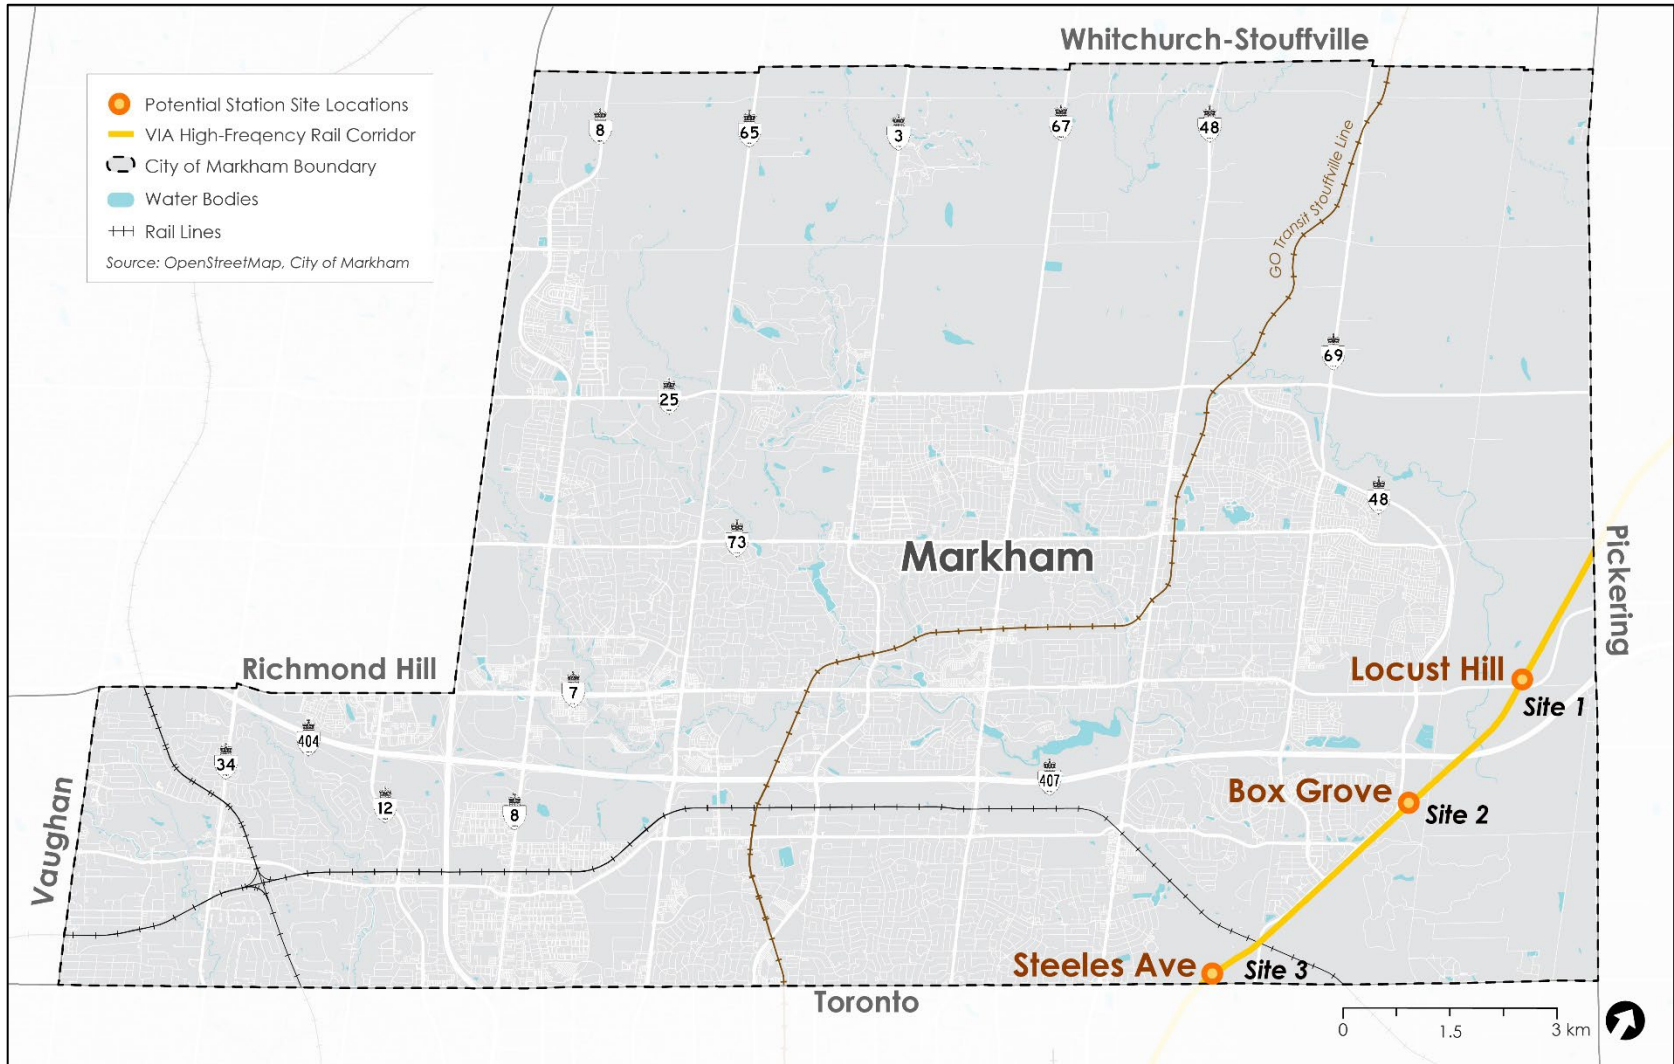 Whitchurch-Stouffville
Potential Station Site Locations
VIA High-Freqency Rail Corridor
City of Markham Boundary
Water Bodies
Rail Lines
Source: OpenStreetMap, City of Markham
8
65
3
67
48
GO Transit Stouffville Line
69
25
48
73
Markham
Pickering
Richmond Hill
Locust Hill
7
Site 1
404
34
407
Vaughan
12
8
Box Grove
Site 2
Steeles Ave
Site 3
Toronto
0
1.5
3 km